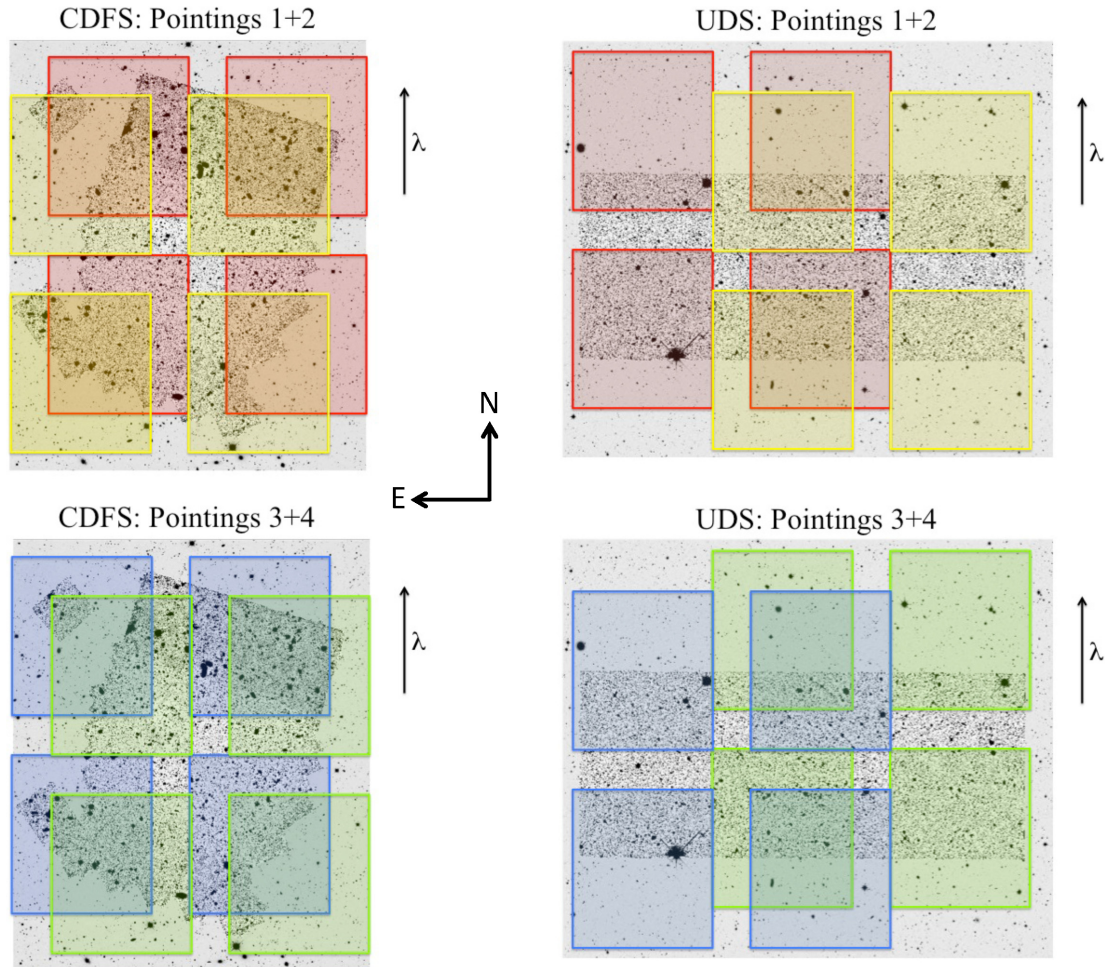 CDFS: Pointings 1+2
UDS: Pointings 1+2
λ
λ
N
E
CDFS: Pointings 3+4
UDS: Pointings 3+4
λ
λ